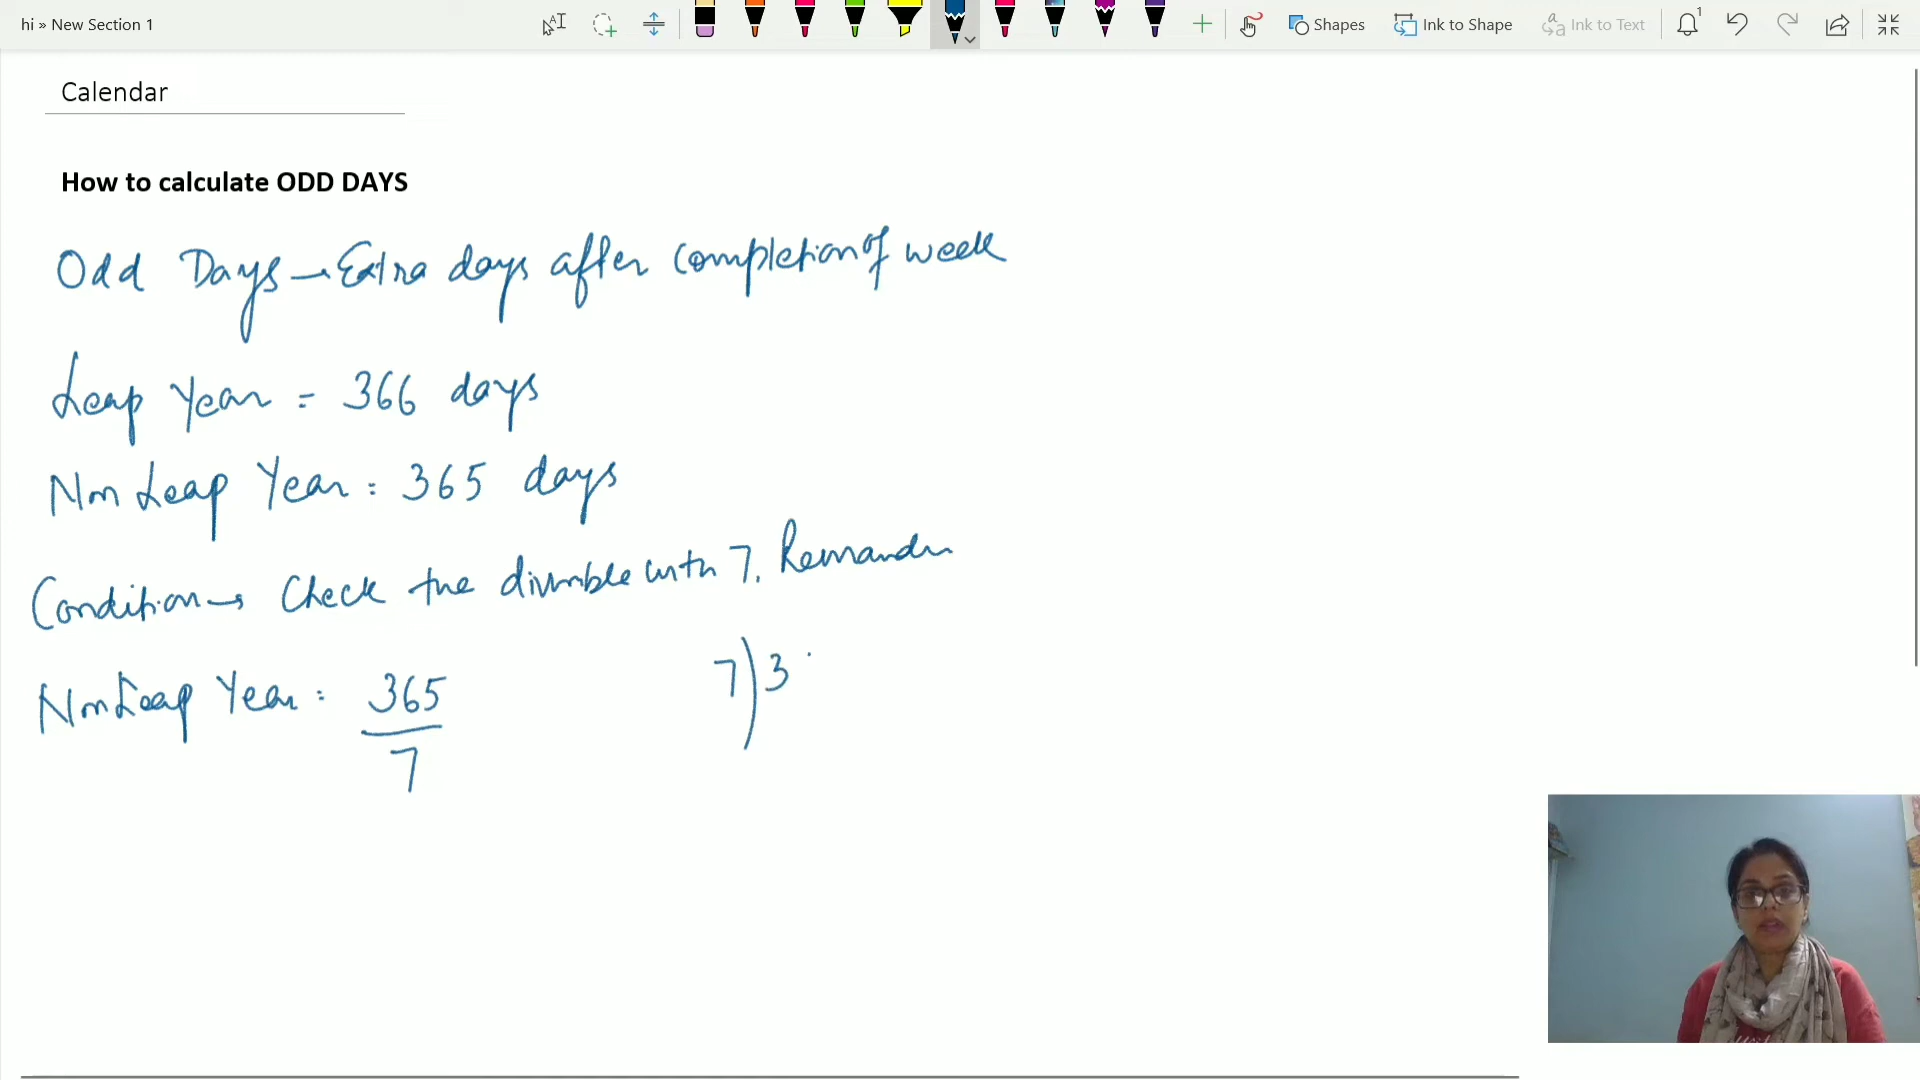 hi » New Section 1
Shapes
Ink to Shape
Ink to Text
1
Calendar
How to calculate ODD DAYS
Odd Days → Extra days after completion of week
Leap Year = 366 days
Non Leap Year = 365 days
Condition → Check the divisible with 7. Remainder
Non Leap Year = 365
7
7)3